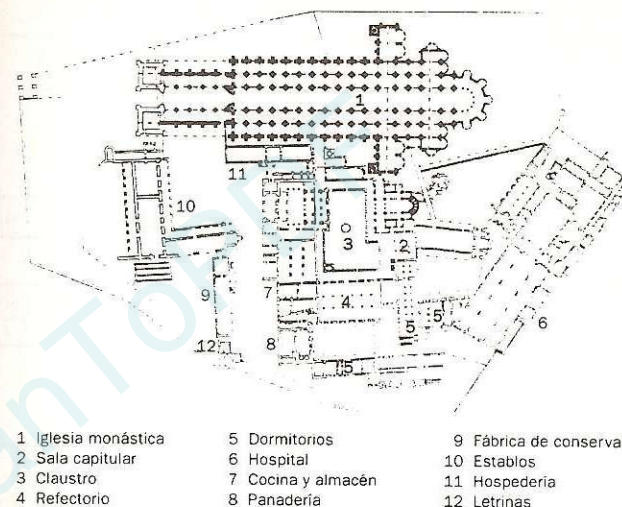 1
11
10
3
2
9
7
4
5
5
6
12
8
5
1 Iglesia monástica
2 Sala capitular
3 Claustro
4 Refectorio
5 Dormitorios
6 Hospital
7 Cocina y almacén
8 Panadería
9 Fábrica de conserva
10 Establos
11 Hospedería
12 Letrinas